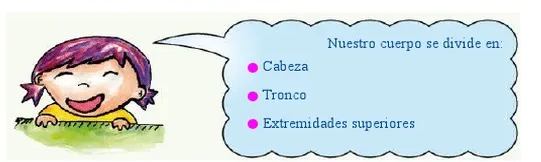 Nuestro cuerpo se divide en:
Cabeza
Tronco
Extremidades superiores